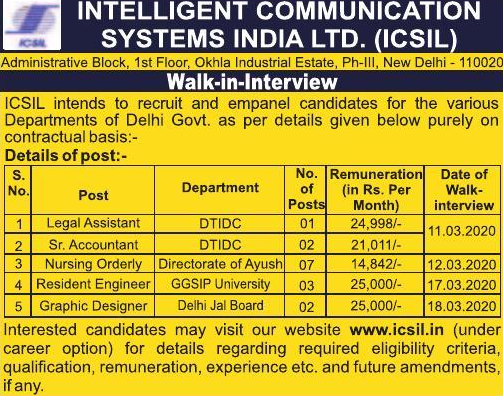 INTELLIGENT COMMUNICATION
SYSTEMS INDIA LTD. (ICSIL)
ICSIL
Administrative Block, 1st Floor, Okhla Industrial Estate, Ph-III, New Delhi - 110020
Walk-in-Interview
ICSIL intends to recruit and empanel candidates for the various
Departments of Delhi Govt. as per details given below purely on
contractual basis:-
Details of post:-
S. No. Post Department No. of Posts Remuneration (in Rs. Per Month) Date of Walk-interview
1 Legal Assistant DTIDC 01 24,998/- 11.03.2020
2 Sr. Accountant DTIDC 02 21,011/-
3 Nursing Orderly Directorate of Ayush 07 14,842/- 12.03.2020
4 Resident Engineer GGSIP University 03 25,000/- 17.03.2020
5 Graphic Designer Delhi Jal Board 02 25,000/- 18.03.2020
Interested candidates may visit our website www.icsil.in (under
career option) for details regarding required eligibility criteria,
qualification, remuneration, experience etc. and future amendments,
if any.